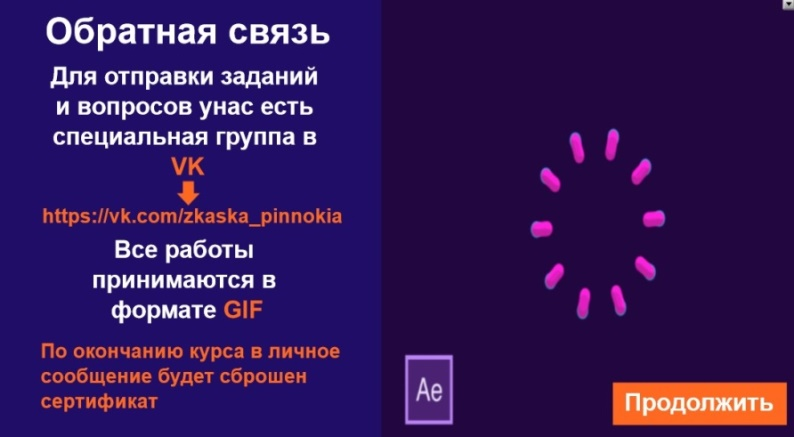 Обратная связь
Для отправки заданий
и вопросов унас есть
специальная группа в
VK
https://vk.com/zkaska_pinnokia
Все работы
принимаются в
формате GIF
По окончанию курса в личное
сообщение будет сброшен
сертификат
Ae
Продолжить